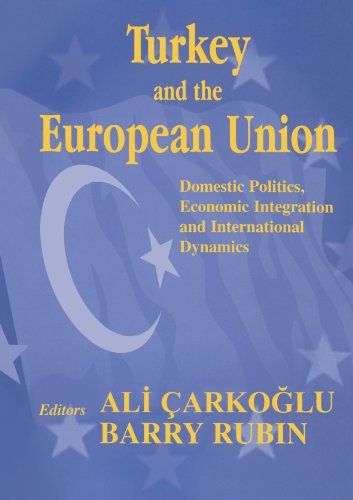 Turkey
and the
European Union
Domestic Politics,
Economic Integration
and International
Dynamics
Editors ALİ ÇARKOĞLU
BARRY RUBIN